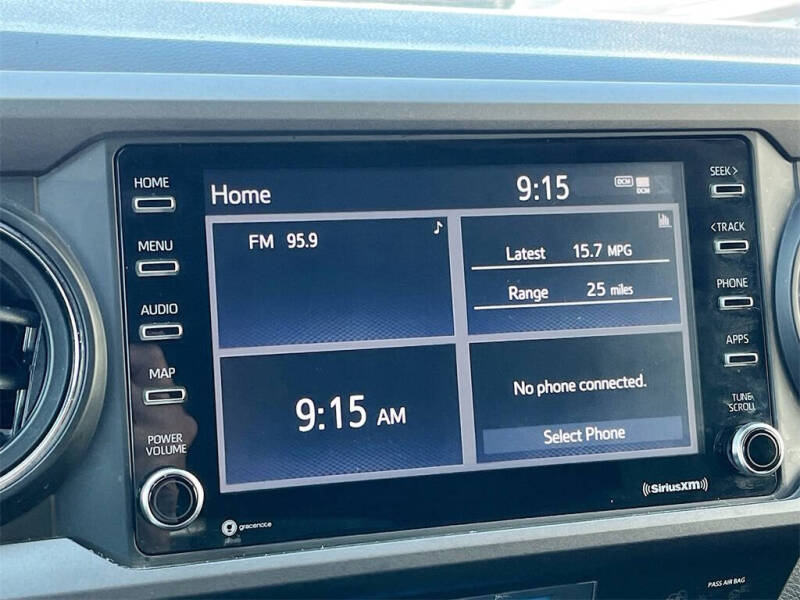 HOME
MENU
AUDIO
MAP
POWER
VOLUME
Home
9:15
DCM
DCM
FM 95.9
Latest 15.7 MPG
Range 25 miles
9:15 AM
No phone connected.
Select Phone
SEEK>
<TRACK
PHONE
APPS
TUNE
SCROLL
gracenote
SiriusXM
PASS AIR BAG